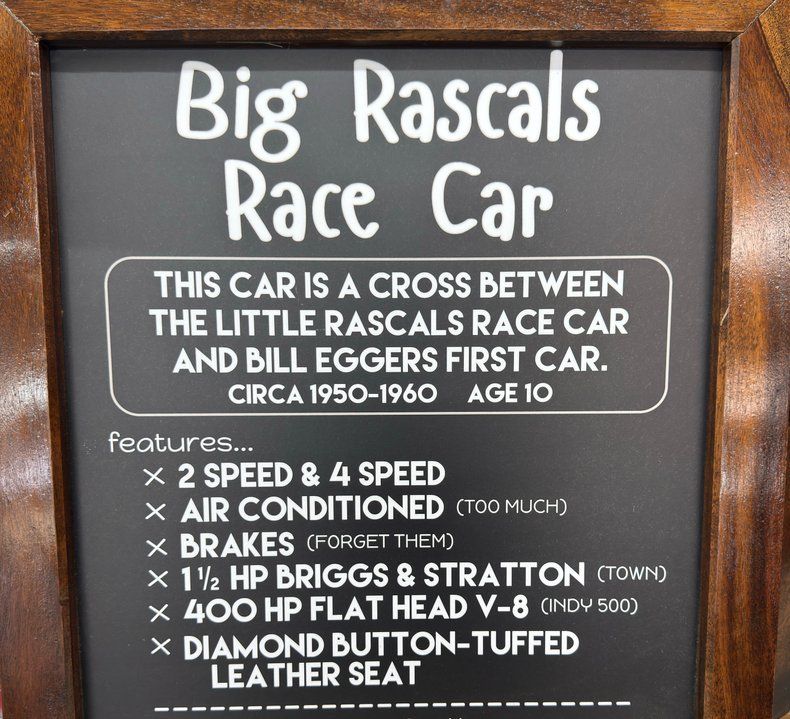 Big Rascals
Race Car
THIS CAR IS A CROSS BETWEEN
THE LITTLE RASCALS RACE CAR
AND BILL EGGERS FIRST CAR.
CIRCA 1950-1960 AGE 10
features...
× 2 SPEED & 4 SPEED
× AIR CONDITIONED (TOO MUCH)
× BRAKES (FORGET THEM)
× 1 1/2 HP BRIGGS & STRATTON (TOWN)
× 400 HP FLAT HEAD V-8 (INDY 500)
× DIAMOND BUTTON-TUFFED
LEATHER SEAT